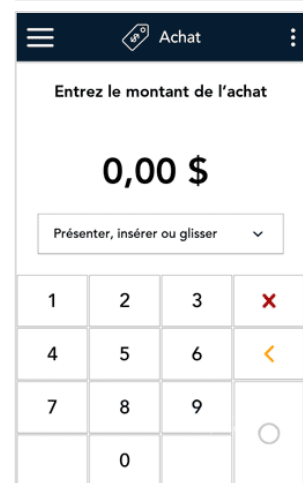 Achat
Entrez le montant de l’achat
0,00 $
Présenter, insérer ou glisser
1 2 3
4 5 6
7 8 9
0